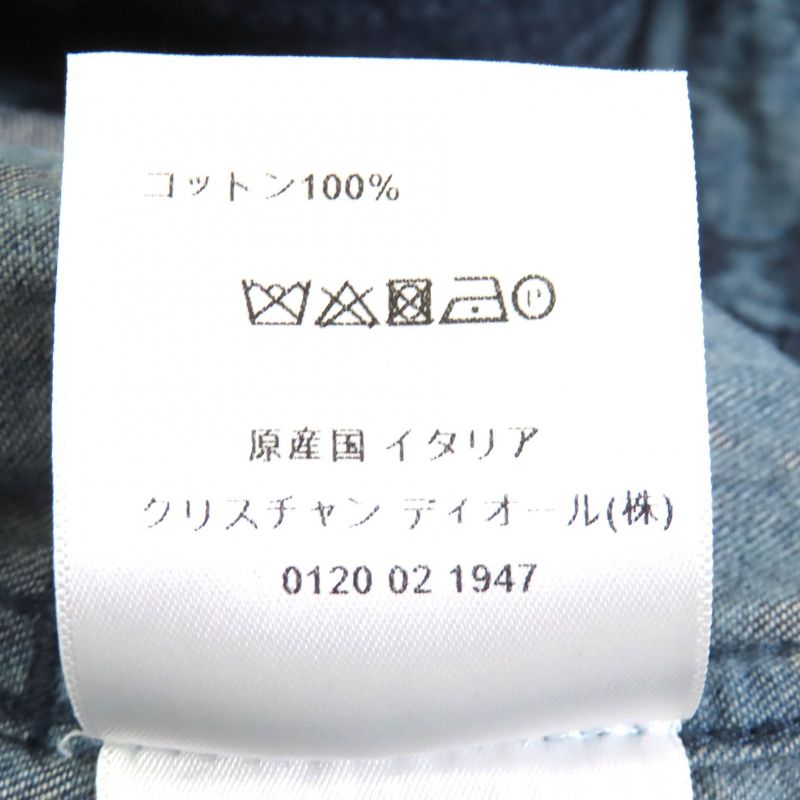 コットン100%
P
原産国 イタリア
クリスチャン ディオール(株)
0120 02 1947